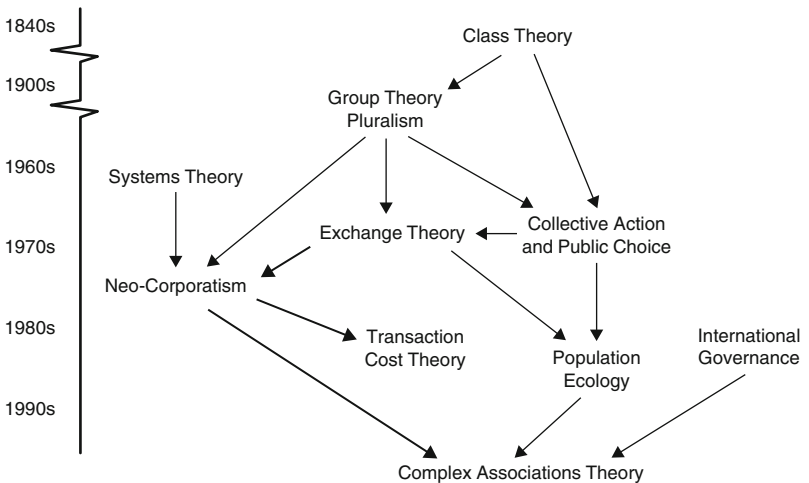 1840s
Class Theory
1900s
Group Theory
Pluralism
1960s
Systems Theory
Exchange Theory
Collective Action
and Public Choice
1970s
Neo-Corporatism
1980s
Transaction
Cost Theory
Population
Ecology
International
Governance
1990s
Complex Associations Theory